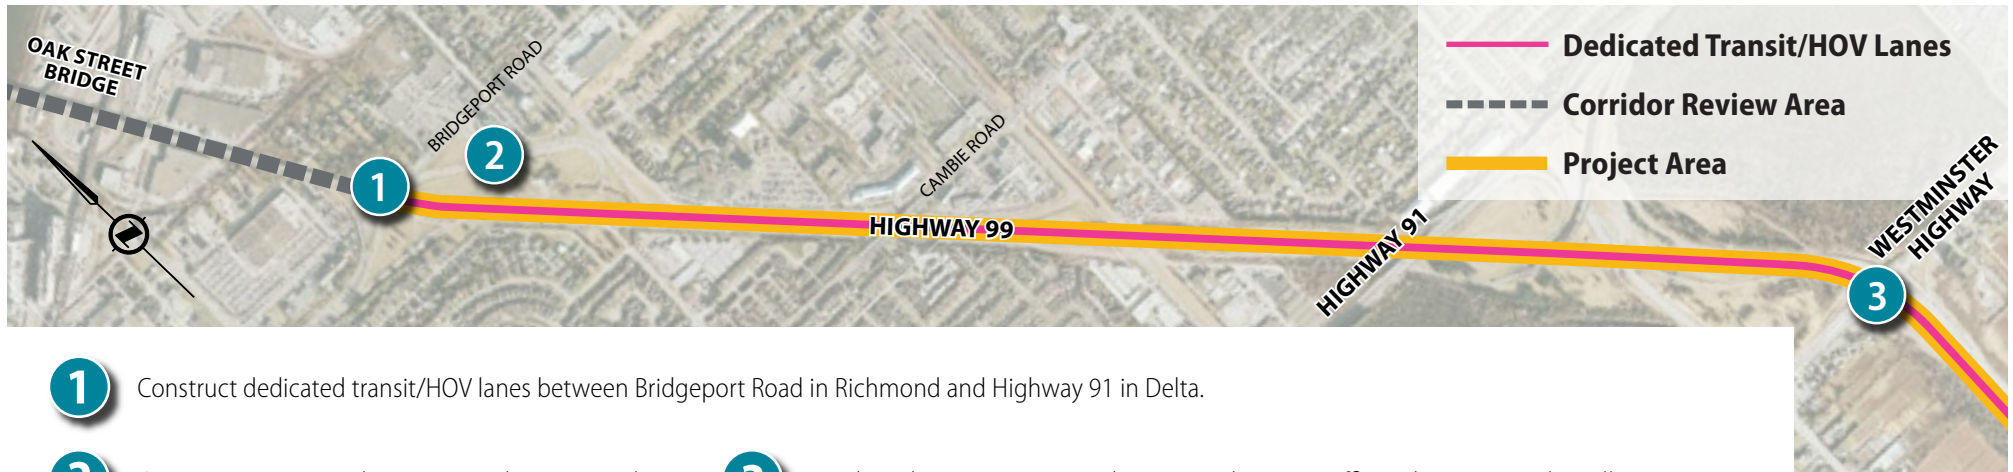 OAK STREET
BRIDGE
BRIDGEPORT ROAD
CAMBIE ROAD
HIGHWAY 99
HIGHWAY 91
WESTMINSTER
HIGHWAY
Dedicated Transit/HOV Lanes
Corridor Review Area
Project Area
1
2
3
1 Construct dedicated transit/HOV lanes between Bridgeport Road in Richmond and Highway 91 in Delta.